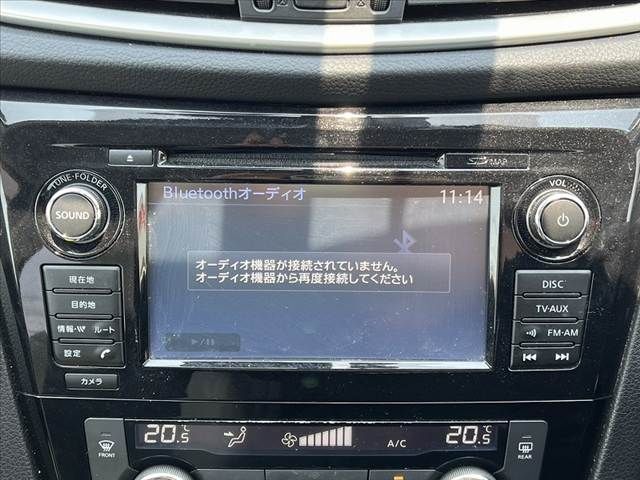 SD MAP
TUNE·FOLDER
SOUND
VOL
Bluetoothオーディオ
11:14
オーディオ機器が接続されていません。
オーディオ機器から再度接続してください
現在地
目的地
情報・VV ルート
設定
カメラ
DISC
TV-AUX
FM-AM
20.5℃
A/C
20.5℃
FRONT
REAR